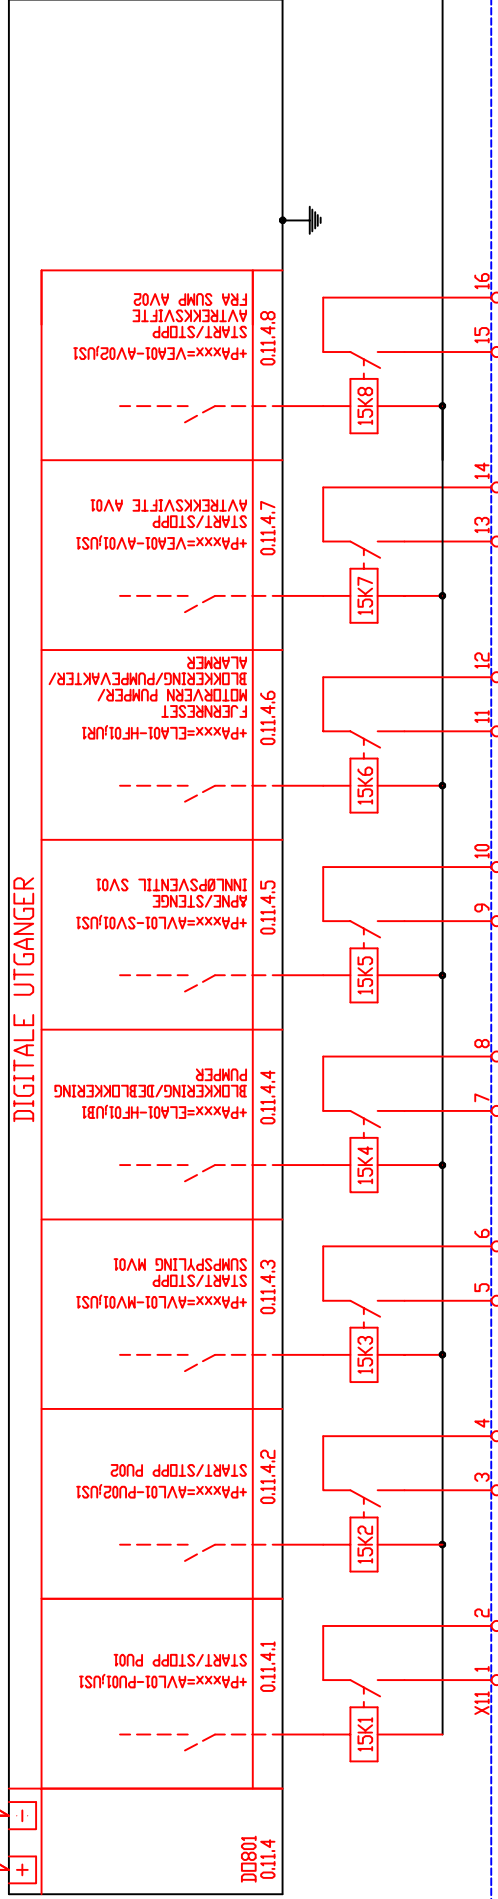 DIGITALE UTGANGER
+
-
DO801
0.11.4
+PAxxx=AVL01-PU01;US1
START/STOPP PU01
0.11.4.1
+PAxxx=AVL01-PU02;US1
START/STOPP PU02
0.11.4.2
+PAxxx=AVL01-MV01;US1
START/STOPP
SUMPSPYLING MV01
0.11.4.3
+PAxxx=ELA01-HF01;UB1
BLOKKERING/DEBLOKKERING
PUMPER
0.11.4.4
+PAxxx=AVL01-SV01;US1
APNE/STENGE
INNLØPSVENTIL SV01
0.11.4.5
+PAxxx=ELA01-HF01;UR1
FJERNRESET
MOTORVERN PUMPER/
BLOKKERING/PUMPEVAKTER/
ALARMER
0.11.4.6
+PAxxx=VEA01-AV01;US1
START/STOPP
AVTREKKSVIFTE AV01
0.11.4.7
+PAxxx=VEA01-AV02;US1
START/STOPP
AVTREKKSVIFTE
FRA SUMP AV02
0.11.4.8
15K1
15K2
15K3
15K4
15K5
15K6
15K7
15K8
X11 1 2 3 4 5 6 7 8 9 10 11 12 13 14 15 16